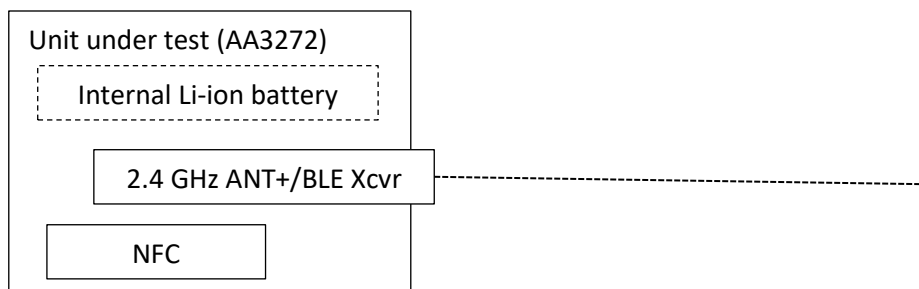 Unit under test (AA3272)
Internal Li-ion battery
2.4 GHz ANT+/BLE Xcvr
NFC